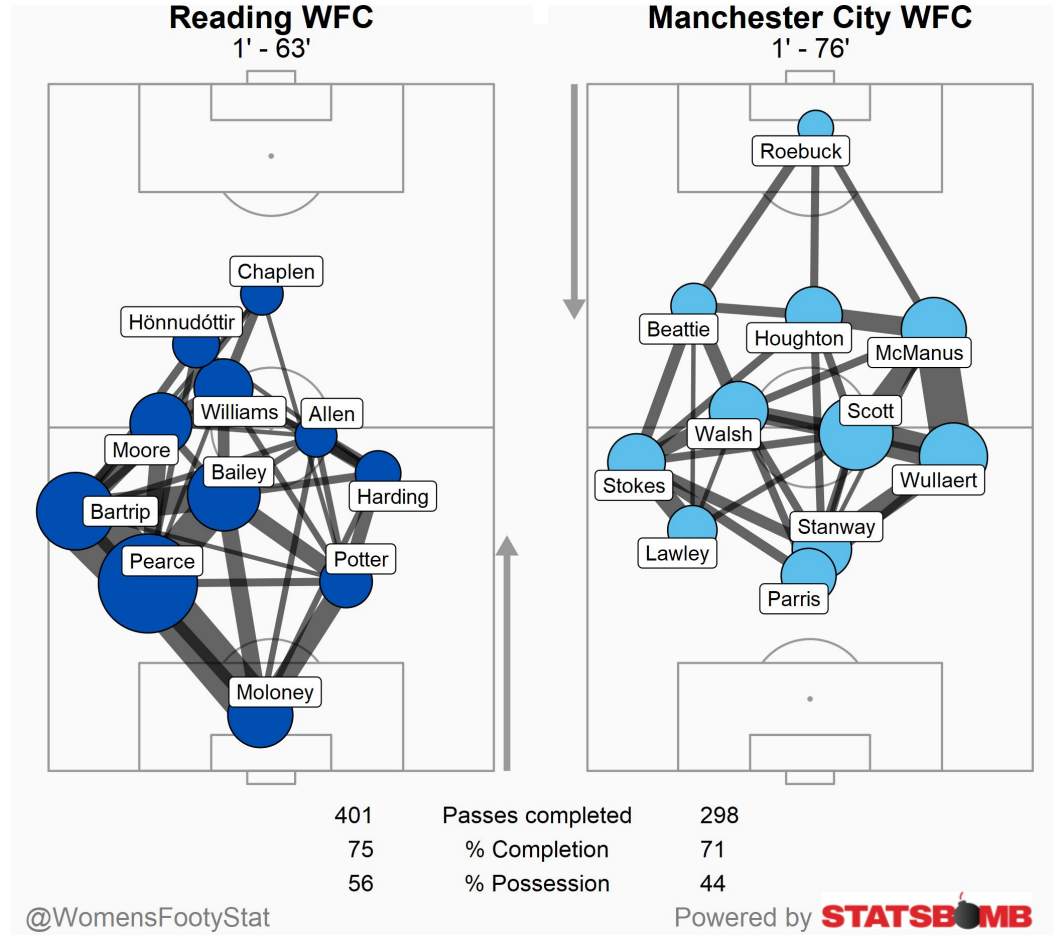 Reading WFC
1' - 63'
Manchester City WFC
1' - 76'
Chaplen
Hönnudóttir
Williams
Allen
Moore
Bailey
Harding
Bartrip
Pearce
Potter
Moloney
Roebuck
Beattie
Houghton
McManus
Scott
Walsh
Wullaert
Stokes
Stanway
Lawley
Parris
401 Passes completed 298
75 % Completion 71
56 % Possession 44
@WomensFootyStat
Powered by STATSBOMB